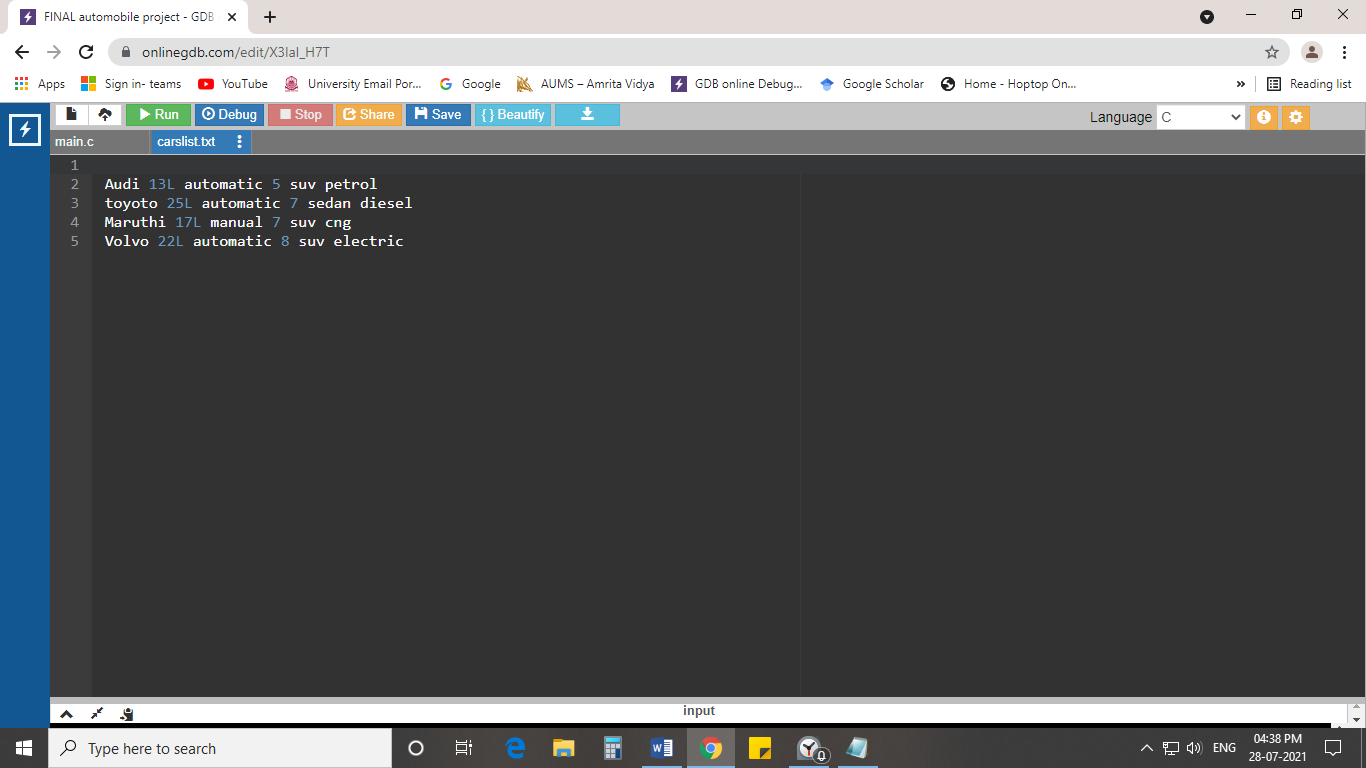 FINAL automobile project - GDB
onlinegdb.com/edit/X3IaI_H7T
Apps Sign in- teams YouTube University Email Por... Google AUMS – Amrita Vidya GDB online Debug... Google Scholar Home - Hoptop On... » Reading list
Run Debug Stop Share Save { } Beautify Language C
main.c carslist.txt
1
2 Audi 13L automatic 5 suv petrol
3 toyoto 25L automatic 7 sedan diesel
4 Maruthi 17L manual 7 suv cng
5 Volvo 22L automatic 8 suv electric
input
Type here to search ENG 04:38 PM
28-07-2021